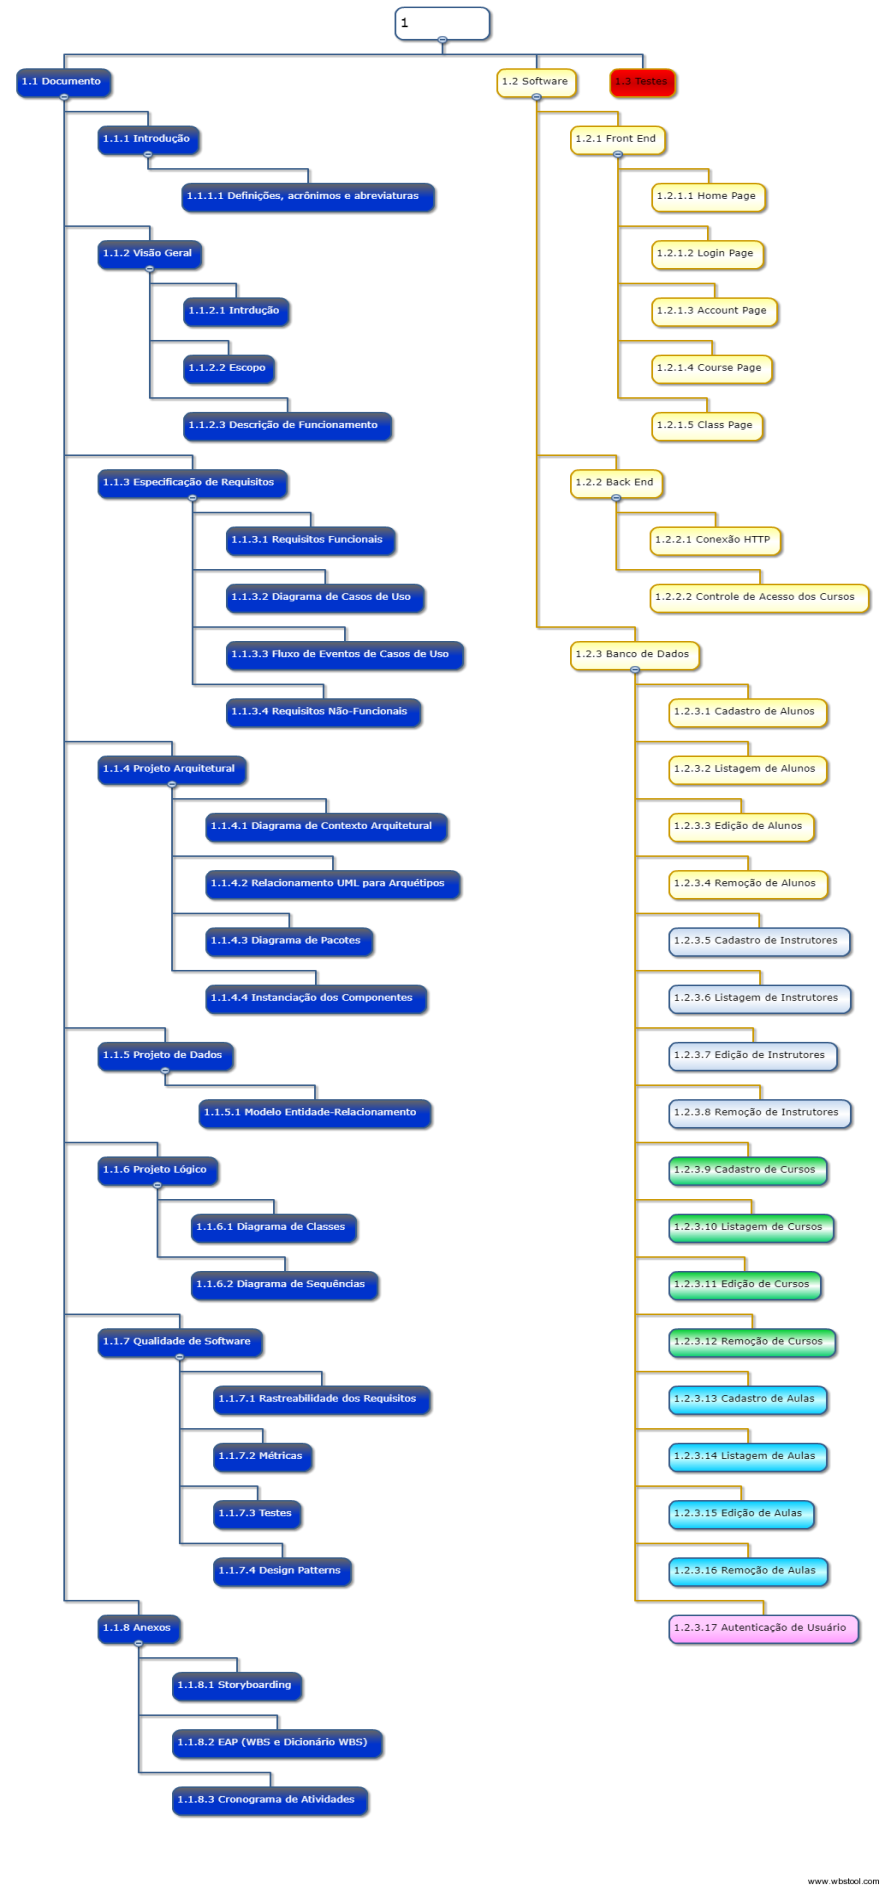 1
1.1 Documento
1.2 Software
1.3 Testes
1.1.1 Introdução
1.1.1.1 Definições, acrônimos e abreviaturas
1.1.2 Visão Geral
1.1.2.1 Intrdução
1.1.2.2 Escopo
1.1.2.3 Descrição de Funcionamento
1.1.3 Especificação de Requisitos
1.1.3.1 Requisitos Funcionais
1.1.3.2 Diagrama de Casos de Uso
1.1.3.3 Fluxo de Eventos de Casos de Uso
1.1.3.4 Requisitos Não-Funcionais
1.1.4 Projeto Arquitetural
1.1.4.1 Diagrama de Contexto Arquitetural
1.1.4.2 Relacionamento UML para Arquétipos
1.1.4.3 Diagrama de Pacotes
1.1.4.4 Instanciação dos Componentes
1.1.5 Projeto de Dados
1.1.5.1 Modelo Entidade-Relacionamento
1.1.6 Projeto Lógico
1.1.6.1 Diagrama de Classes
1.1.6.2 Diagrama de Sequências
1.1.7 Qualidade de Software
1.1.7.1 Rastreabilidade dos Requisitos
1.1.7.2 Métricas
1.1.7.3 Testes
1.1.7.4 Design Patterns
1.1.8 Anexos
1.1.8.1 Storyboarding
1.1.8.2 EAP (WBS e Dicionário WBS)
1.1.8.3 Cronograma de Atividades
1.2.1 Front End
1.2.1.1 Home Page
1.2.1.2 Login Page
1.2.1.3 Account Page
1.2.1.4 Course Page
1.2.1.5 Class Page
1.2.2 Back End
1.2.2.1 Conexão HTTP
1.2.2.2 Controle de Acesso dos Cursos
1.2.3 Banco de Dados
1.2.3.1 Cadastro de Alunos
1.2.3.2 Listagem de Alunos
1.2.3.3 Edição de Alunos
1.2.3.4 Remoção de Alunos
1.2.3.5 Cadastro de Instrutores
1.2.3.6 Listagem de Instrutores
1.2.3.7 Edição de Instrutores
1.2.3.8 Remoção de Instrutores
1.2.3.9 Cadastro de Cursos
1.2.3.10 Listagem de Cursos
1.2.3.11 Edição de Cursos
1.2.3.12 Remoção de Cursos
1.2.3.13 Cadastro de Aulas
1.2.3.14 Listagem de Aulas
1.2.3.15 Edição de Aulas
1.2.3.16 Remoção de Aulas
1.2.3.17 Autenticação de Usuário
www.wbstool.com